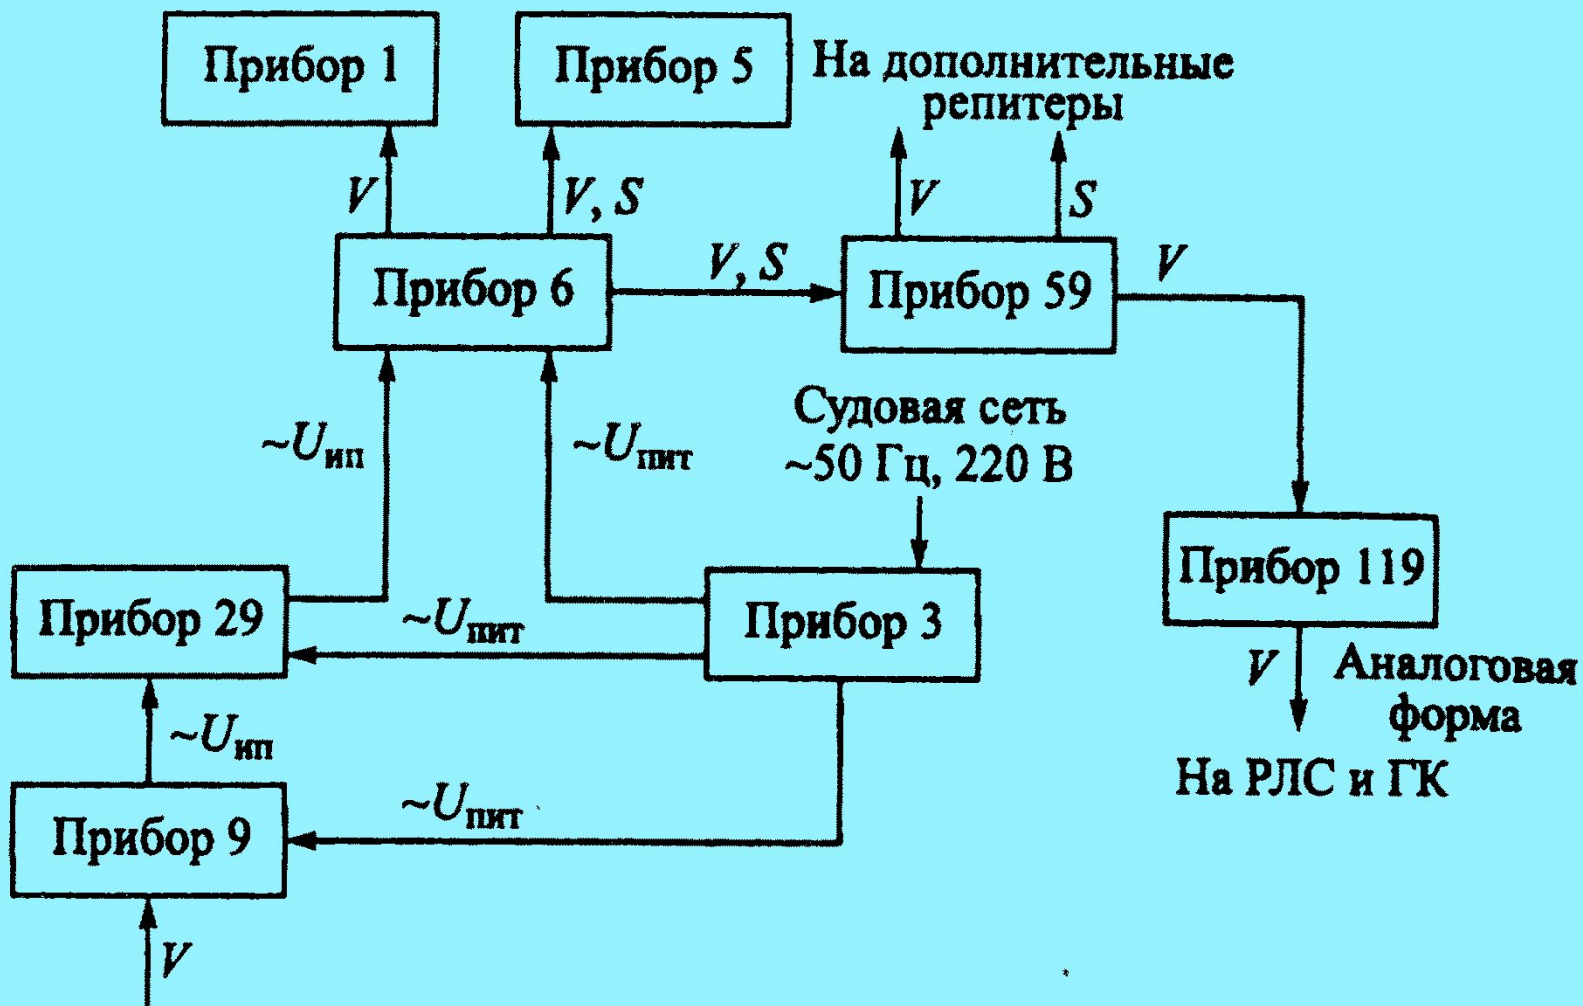 Прибор 1
Прибор 5
На дополнительные
репитеры
V
V, S
V
S
Прибор 6
V, S
Прибор 59
V
~Uип
~Uпит
Судовая сеть
~50 Гц, 220 В
Прибор 29
~Uпит
Прибор 3
Прибор 119
V
Аналоговая
форма
~Uип
На РЛС и ГК
Прибор 9
~Uпит
V